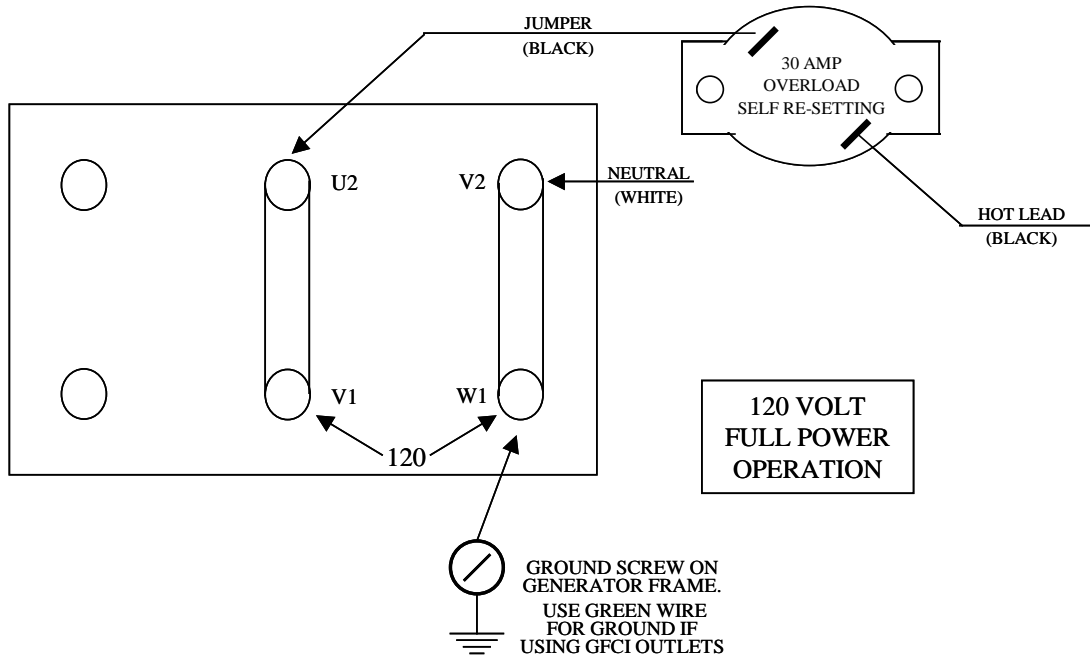 JUMPER
(BLACK)
30 AMP
OVERLOAD
SELF RE-SETTING
U2
V2
NEUTRAL
(WHITE)
HOT LEAD
(BLACK)
V1
W1
120
120 VOLT
FULL POWER
OPERATION
GROUND SCREW ON
GENERATOR FRAME.
USE GREEN WIRE
FOR GROUND IF
USING GFCI OUTLETS